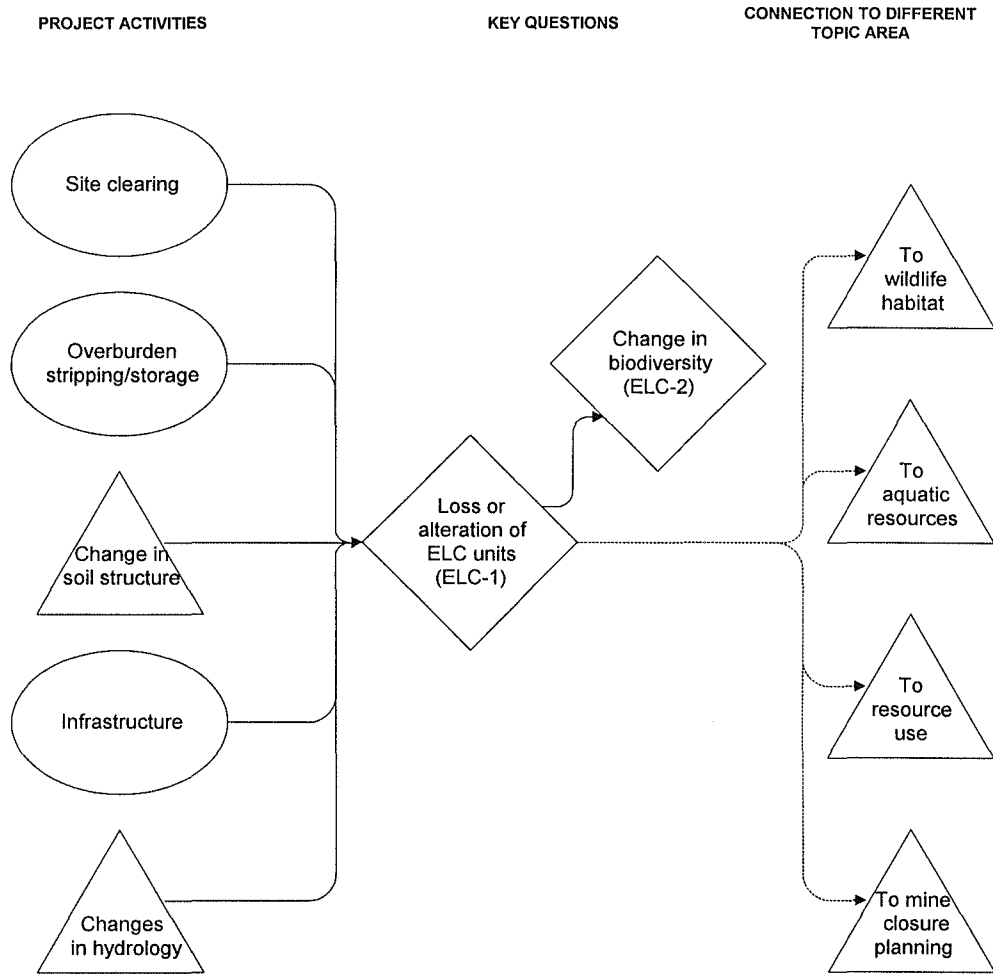 PROJECT ACTIVITIES
KEY QUESTIONS
CONNECTION TO DIFFERENT
TOPIC AREA
Site clearing
Overburden
stripping/storage
Change in
soil structure
Infrastructure
Changes
in hydrology
Loss or
alteration of
ELC units
(ELC-1)
Change in
biodiversity
(ELC-2)
To
wildlife
habitat
To
aquatic
resources
To
resource
use
To mine
closure
planning